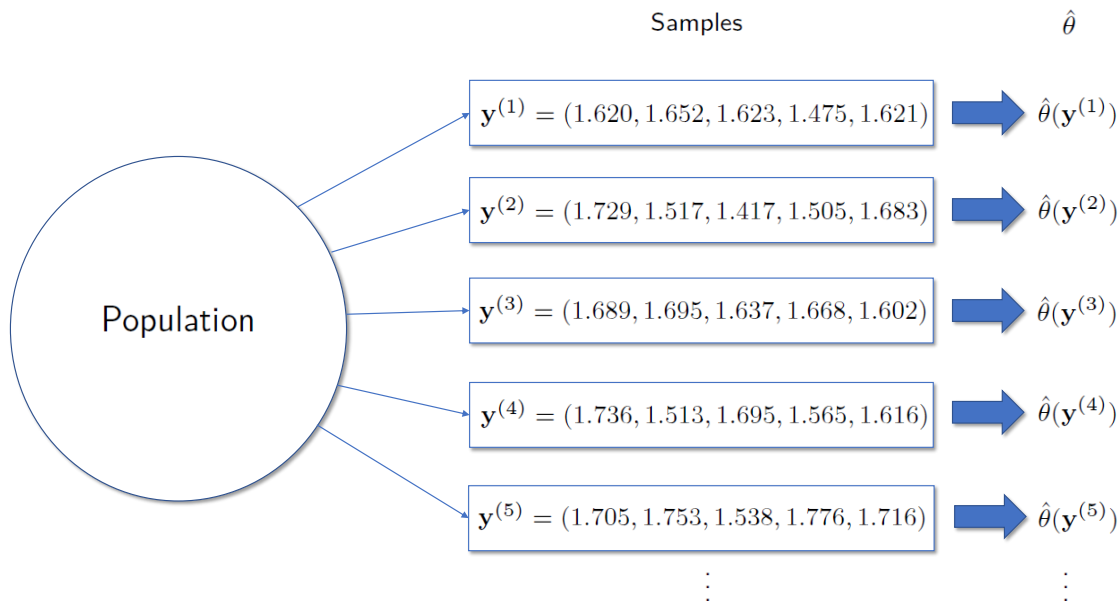 Samples θ̂
𝐲⁽¹⁾ = (1.620, 1.652, 1.623, 1.475, 1.621) θ̂(𝐲⁽¹⁾)
𝐲⁽²⁾ = (1.729, 1.517, 1.417, 1.505, 1.683) θ̂(𝐲⁽²⁾)
Population
𝐲⁽³⁾ = (1.689, 1.695, 1.637, 1.668, 1.602) θ̂(𝐲⁽³⁾)
𝐲⁽⁴⁾ = (1.736, 1.513, 1.695, 1.565, 1.616) θ̂(𝐲⁽⁴⁾)
𝐲⁽⁵⁾ = (1.705, 1.753, 1.538, 1.776, 1.716) θ̂(𝐲⁽⁵⁾)
⋮ ⋮